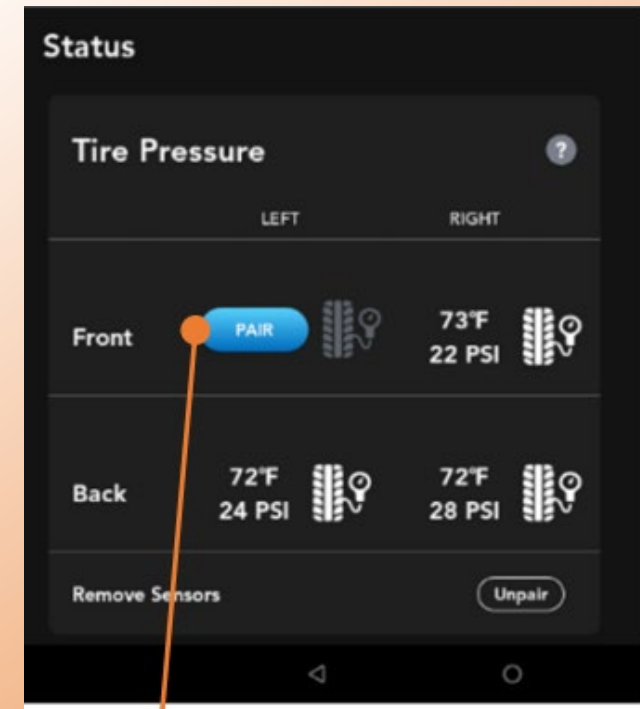 Status
Tire Pressure
?
LEFT RIGHT
Front PAIR 73°F
22 PSI
Back 72°F 72°F
24 PSI 28 PSI
Remove Sensors Unpair